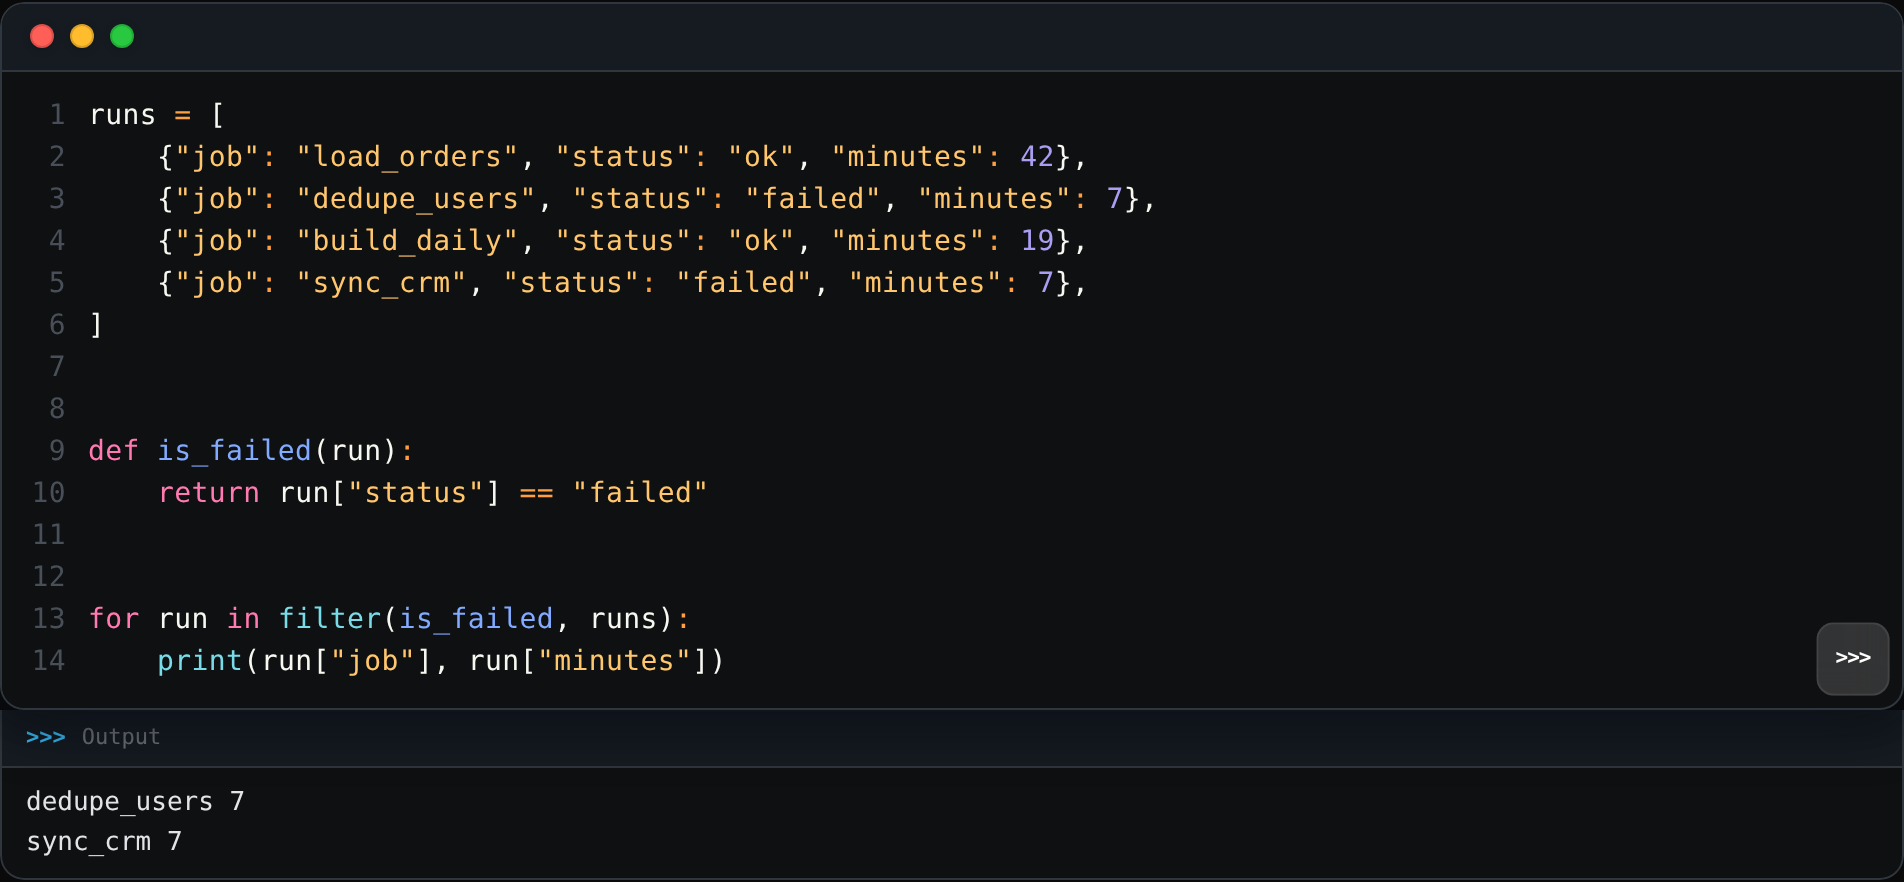 1 runs = [
2     {"job": "load_orders", "status": "ok", "minutes": 42},
3     {"job": "dedupe_users", "status": "failed", "minutes": 7},
4     {"job": "build_daily", "status": "ok", "minutes": 19},
5     {"job": "sync_crm", "status": "failed", "minutes": 7},
6 ]
7
8
9 def is_failed(run):
10     return run["status"] == "failed"
11
12
13 for run in filter(is_failed, runs):
14     print(run["job"], run["minutes"])
>>>
>>> Output
dedupe_users 7
sync_crm 7